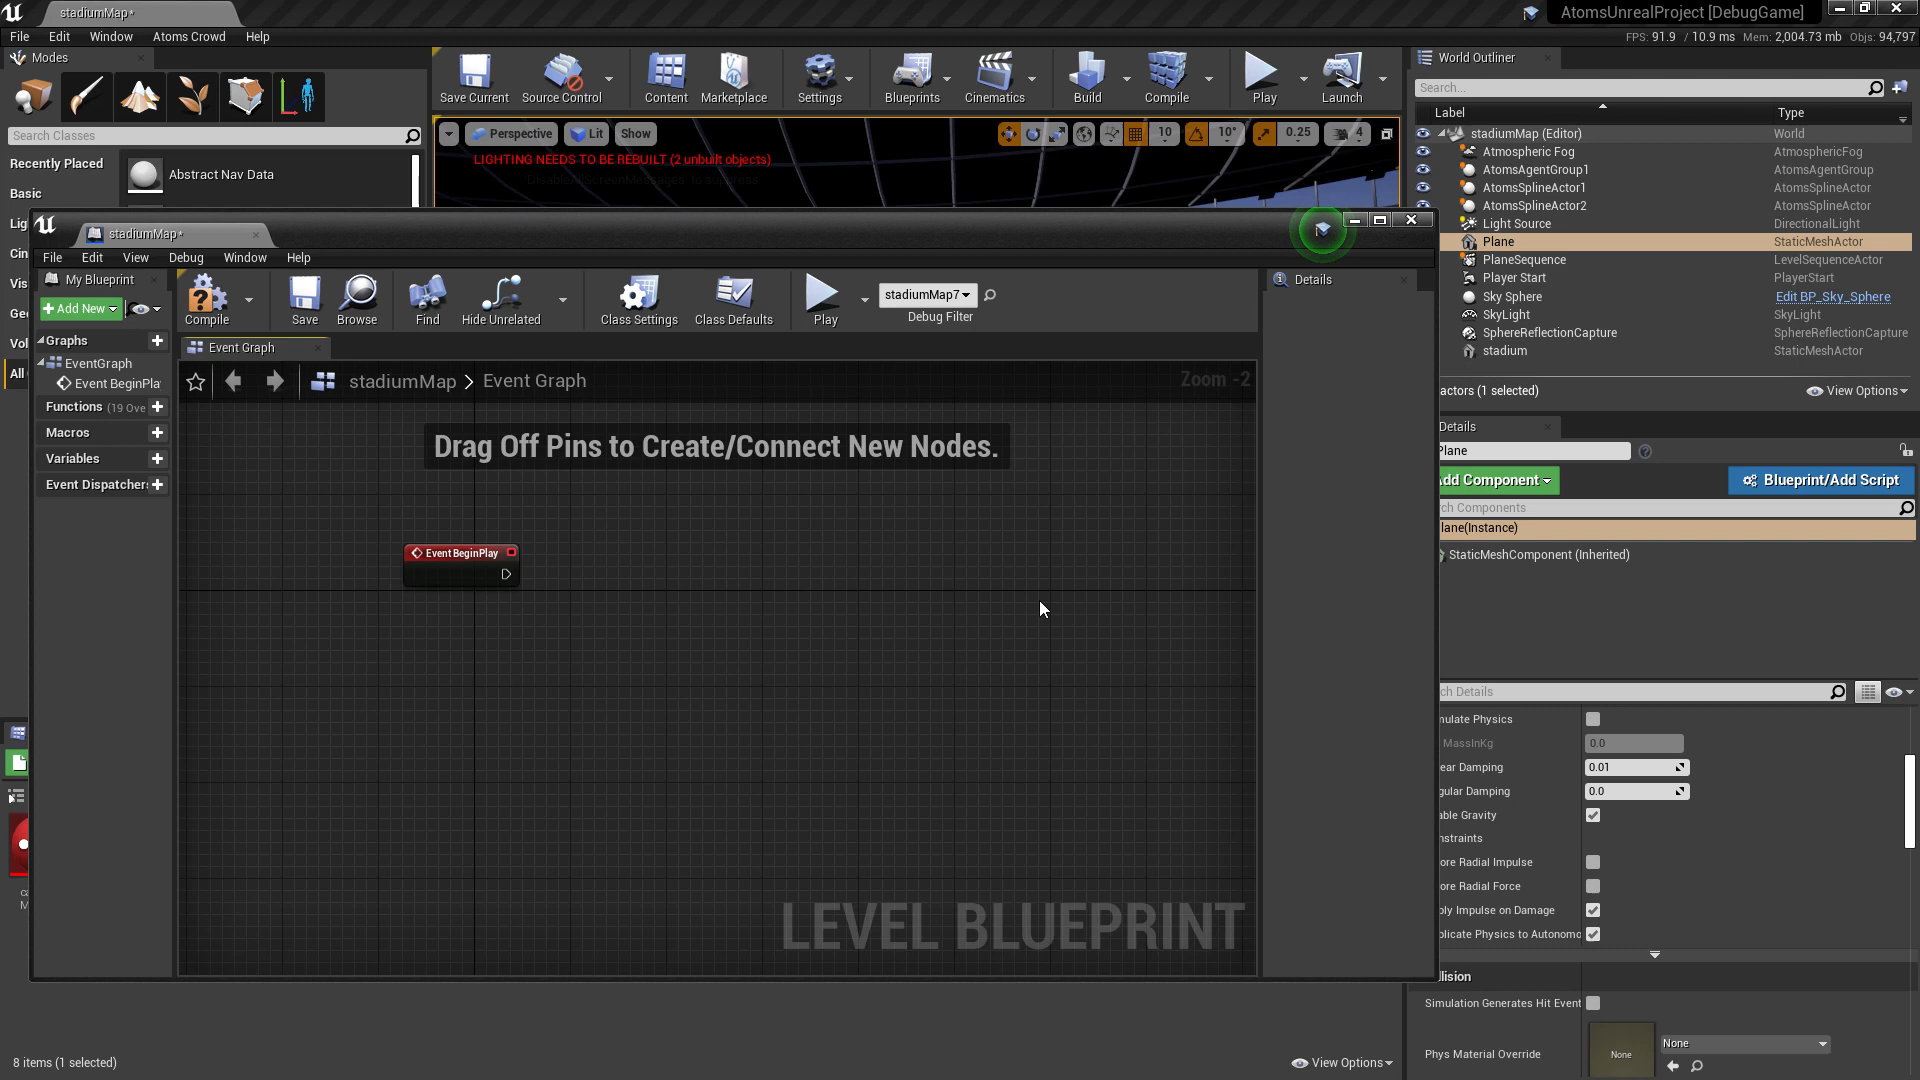 stadiumMap*
AtomsUnrealProject [DebugGame]
File Edit Window Atoms Crowd Help
FPS: 91.9 / 10.9 ms Mem: 2,004.73 mb Objs: 94,797
Modes
Save Current Source Control Content Marketplace Settings Blueprints Cinematics Build Compile Play Launch
World Outliner
Search...
Label Type
Search Classes
Recently Placed
Abstract Nav Data
Basic
Perspective Lit Show 10 10° 0.25 4
LIGHTING NEEDS TO BE REBUILT (2 unbuilt objects)
'DisableAllScreenMessages' to suppress
stadiumMap (Editor) World
Atmospheric Fog AtmosphericFog
AtomsAgentGroup1 AtomsAgentGroup
AtomsSplineActor1 AtomsSplineActor
AtomsSplineActor2 AtomsSplineActor
Light Source DirectionalLight
Plane StaticMeshActor
PlaneSequence LevelSequenceActor
Player Start PlayerStart
Sky Sphere Edit BP_Sky_Sphere
SkyLight SkyLight
SphereReflectionCapture SphereReflectionCapture
stadium StaticMeshActor
actors (1 selected) View Options
Lig
Cin
Vis
Ge
Vol
All
stadiumMap*
File Edit View Debug Window Help
My Blueprint
Add New
Compile Save Browse Find Hide Unrelated Class Settings Class Defaults Play
stadiumMap7
Debug Filter
Details
Graphs
EventGraph
Event BeginPla
Functions (19 Ove
Macros
Variables
Event Dispatcher
Event Graph
stadiumMap > Event Graph
Zoom -2
Drag Off Pins to Create/Connect New Nodes.
Event BeginPlay
LEVEL BLUEPRINT
Details
Plane
dd Component
Blueprint/Add Script
ch Components
lane(Instance)
StaticMeshComponent (Inherited)
ch Details
nulate Physics
MassInKg 0.0
ear Damping 0.01
gular Damping 0.0
ble Gravity
nstraints
ore Radial Impulse
ore Radial Force
ply Impulse on Damage
plicate Physics to Autonomo
llision
Simulation Generates Hit Event
Phys Material Override None None
c
M
8 items (1 selected)
View Options